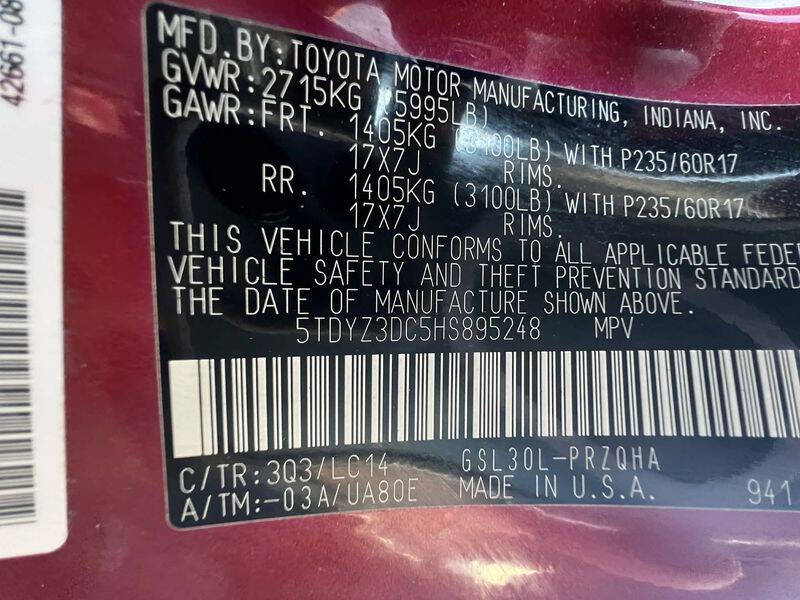 42661-08
MFD.BY:TOYOTA MOTOR MANUFACTURING, INDIANA, INC.
GVWR:2715KG (5995LB)
GAWR:FRT. 1405KG (3100LB) WITH P235/60R17
17X7J RIMS.
RR. 1405KG (3100LB) WITH P235/60R17
17X7J RIMS.
THIS VEHICLE CONFORMS TO ALL APPLICABLE FEDE
VEHICLE SAFETY AND THEFT PREVENTION STANDARD
THE DATE OF MANUFACTURE SHOWN ABOVE.
5TDYZ3DC5HS895248 MPV
C/TR:3Q3/LC14 GSL30L-PRZQHA
A/TM:-03A/UA80E MADE IN U.S.A. 941